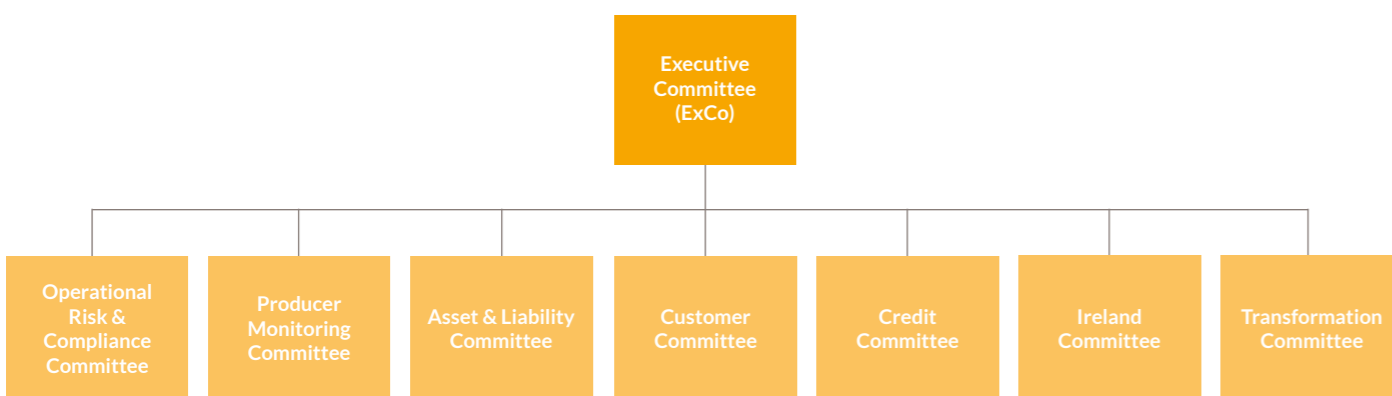 Executive
Committee
(ExCo)
Operational
Risk &
Compliance
Committee
Producer
Monitoring
Committee
Asset & Liability
Committee
Customer
Committee
Credit
Committee
Ireland
Committee
Transformation
Committee